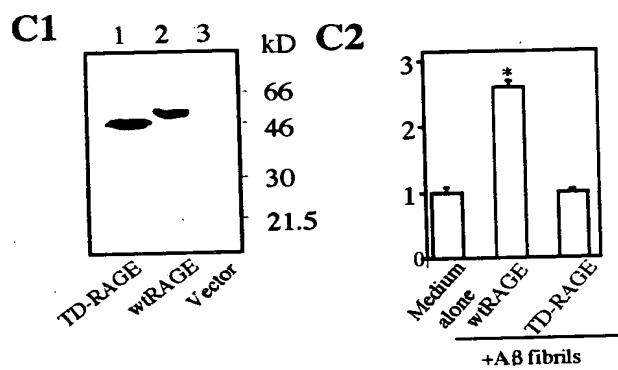 C1
1 2 3
kD
66
46
30
21.5
TD-RAGE
wtRAGE
Vector
C2
3
2
1
0
*
Medium
alone
wtRAGE
TD-RAGE
+Aβ fibrils